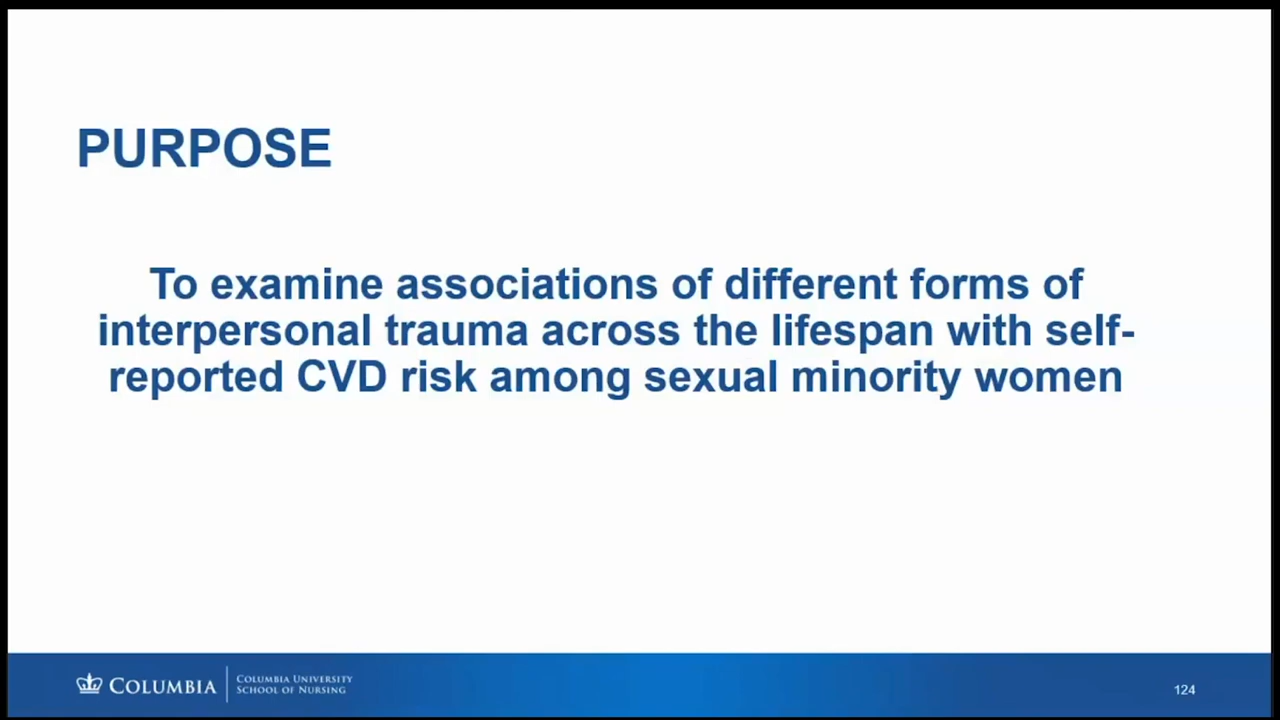 PURPOSE
To examine associations of different forms of
interpersonal trauma across the lifespan with self-
reported CVD risk among sexual minority women
COLUMBIA
COLUMBIA UNIVERSITY
SCHOOL OF NURSING
124